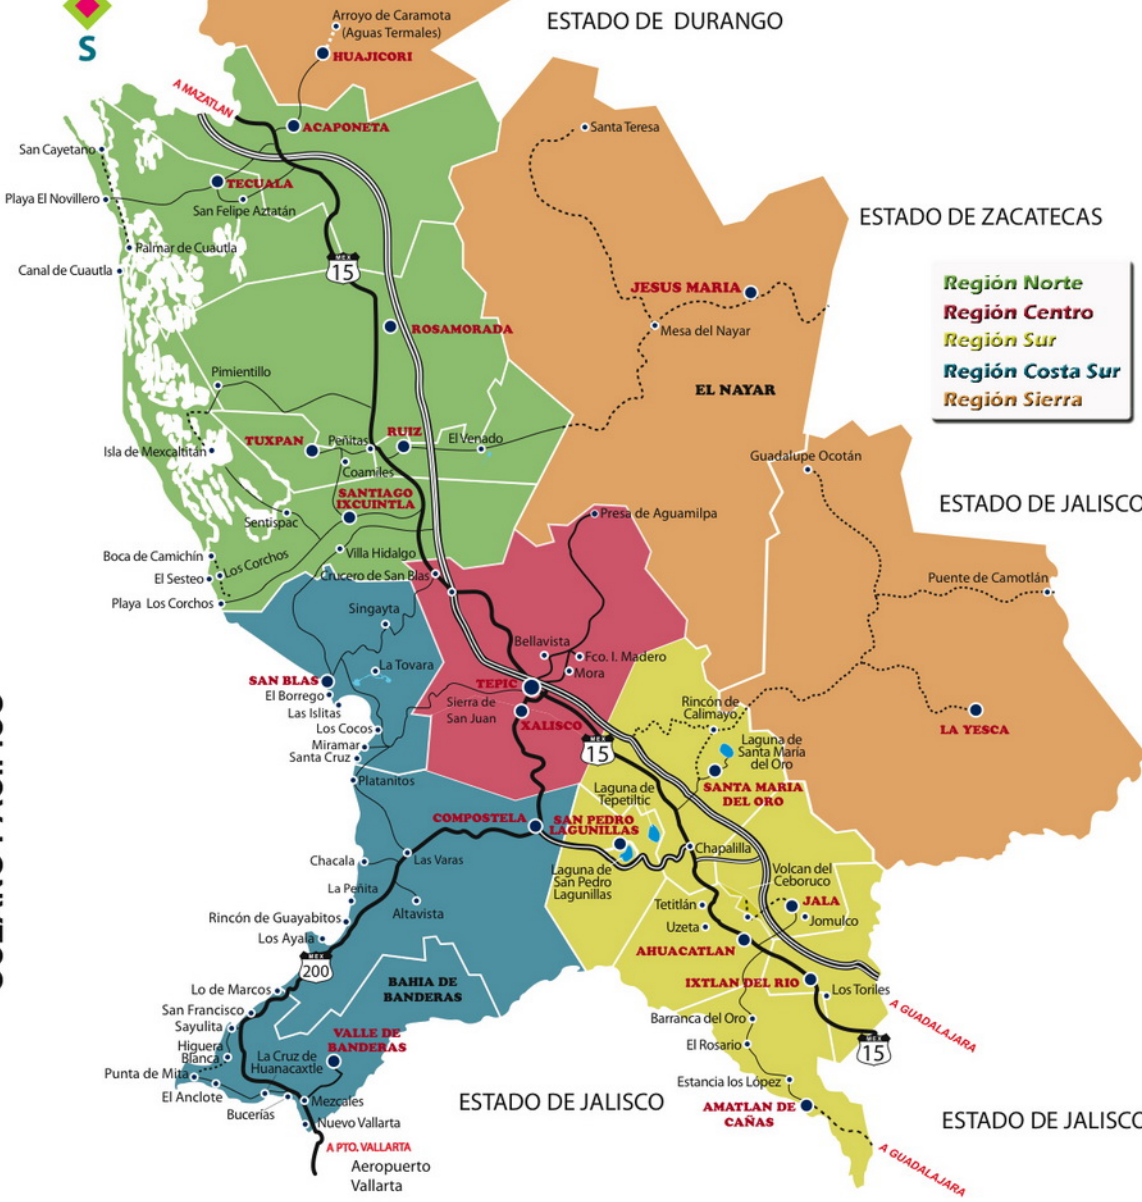 S
Arroyo de Caramota
(Aguas Termales)
ESTADO DE DURANGO
HUAJICORI
A MAZATLAN
ACAPONETA
Santa Teresa
San Cayetano
TECUALA
Playa El Novillero
San Felipe Aztatán
ESTADO DE ZACATECAS
Palmar de Cuautla
Canal de Cuautla
MEX
15
JESUS MARIA
Región Norte
Región Centro
Región Sur
Región Costa Sur
Región Sierra
ROSAMORADA
Mesa del Nayar
Pimientillo
EL NAYAR
TUXPAN
Peñitas
RUIZ
El Venado
Isla de Mexcaltitán
Coamiles
Guadalupe Ocotán
SANTIAGO
IXCUINTLA
Sentispac
Presa de Aguamilpa
ESTADO DE JALISCO
Boca de Camichín
Los Corchos
Villa Hidalgo
El Sesteo
Crucero de San Blas
Puente de Camotlán
Playa Los Corchos
Singayta
Bellavista
Fco. I. Madero
La Tovara
Mora
SAN BLAS
TEPIC
El Borrego
Las Islitas
Sierra de
San Juan
XALISCO
Rincón de
Calimayo
LA YESCA
Los Cocos
Miramar
Santa Cruz
MEX
15
Laguna de
Santa María
del Oro
Platanitos
Laguna de
Tepetiltic
SANTA MARIA
DEL ORO
COMPOSTELA
SAN PEDRO
LAGUNILLAS
Chacala
Las Varas
Chapalilla
Laguna de
San Pedro
Lagunillas
Volcan del
Ceboruco
La Peñita
Altavista
Tetitlán
JALA
Rincón de Guayabitos
Jomulco
Uzeta
Los Ayala
AHUACATLAN
MEX
200
BAHIA DE
BANDERAS
IXTLAN DEL RIO
Lo de Marcos
Los Toriles
San Francisco
A GUADALAJARA
Sayulita
Barranca del Oro
VALLE DE
BANDERAS
Higuera
Blanca
El Rosario
MEX
15
La Cruz de
Huanacaxtle
Punta de Mita
Estancia los López
El Anclote
Mezcales
ESTADO DE JALISCO
AMATLAN DE
CAÑAS
Bucerías
Nuevo Vallarta
ESTADO DE JALISCO
A PTO. VALLARTA
A GUADALAJARA
Aeropuerto
Vallarta